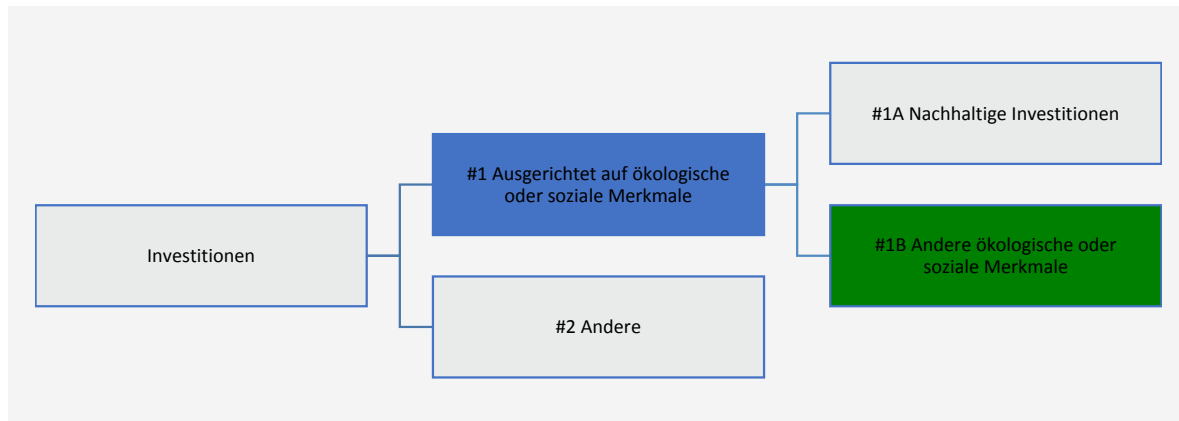 Investitionen
#1 Ausgerichtet auf ökologische
oder soziale Merkmale
#2 Andere
#1A Nachhaltige Investitionen
#1B Andere ökologische oder
soziale Merkmale